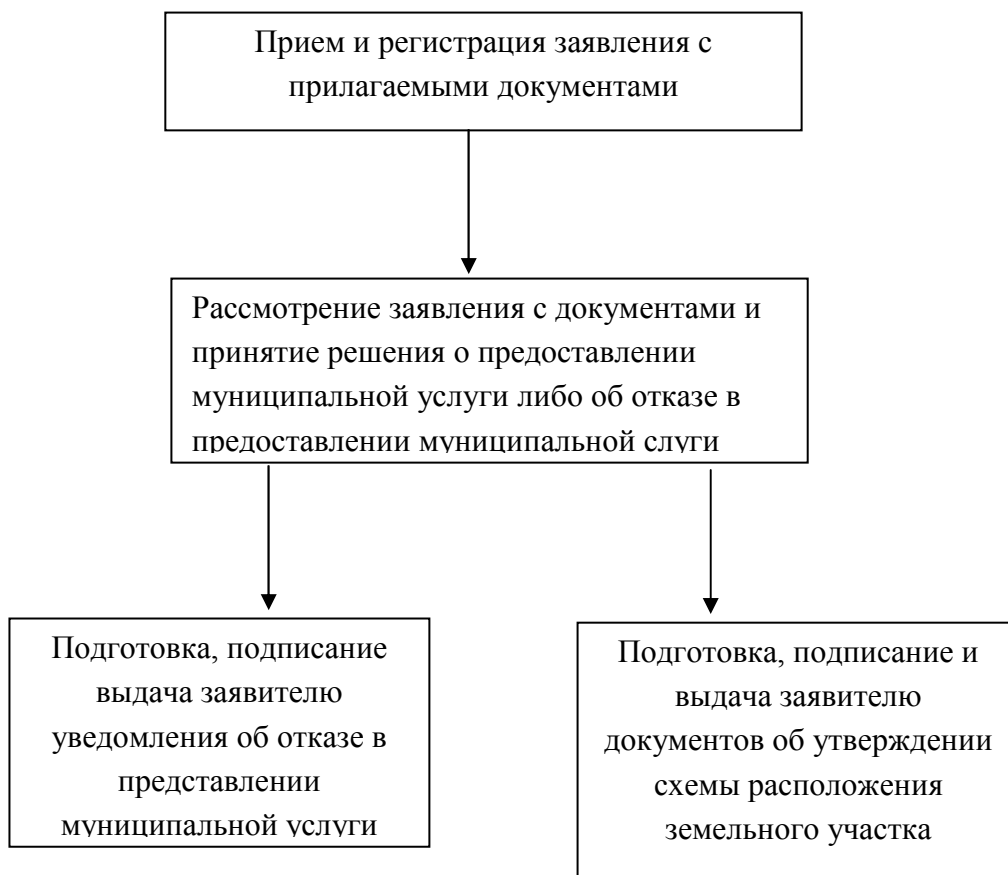 Прием и регистрация заявления с
прилагаемыми документами
Рассмотрение заявления с документами и
принятие решения о предоставлении
муниципальной услуги либо об отказе в
предоставлении муниципальной слуги
Подготовка, подписание
выдача заявителю
уведомления об отказе в
представлении
муниципальной услуги
Подготовка, подписание и
выдача заявителю
документов об утверждении
схемы расположения
земельного участка